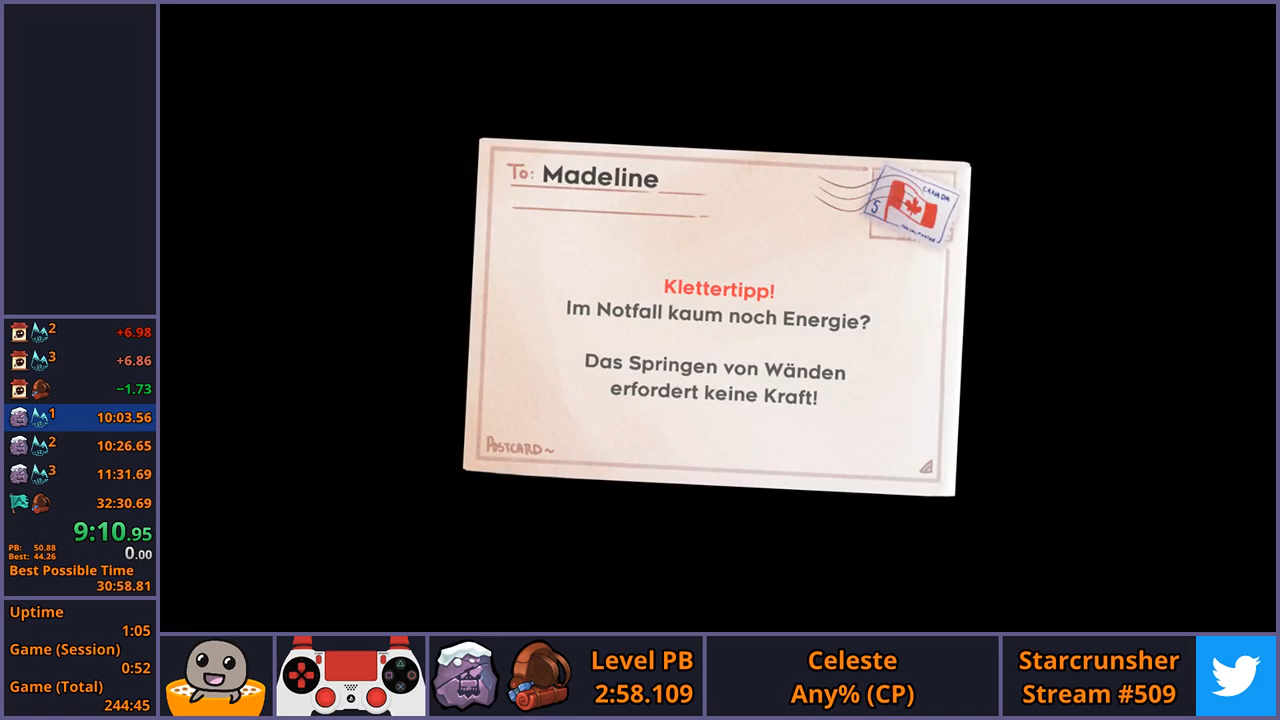 To: Madeline
CANADA
5
Klettertipp!
Im Notfall kaum noch Energie?
Das Springen von Wänden
erfordert keine Kraft!
POSTCARD~
2 +6.98
3 +6.86
−1.73
1 10:03.56
2 10:26.65
3 11:31.69
32:30.69
9:10.95
PB: 50.88
Best: 44.26
0.00
Best Possible Time
30:58.81
Uptime
1:05
Game (Session)
0:52
Game (Total)
244:45
Level PB
2:58.109
Celeste
Any% (CP)
Starcrunsher
Stream #509